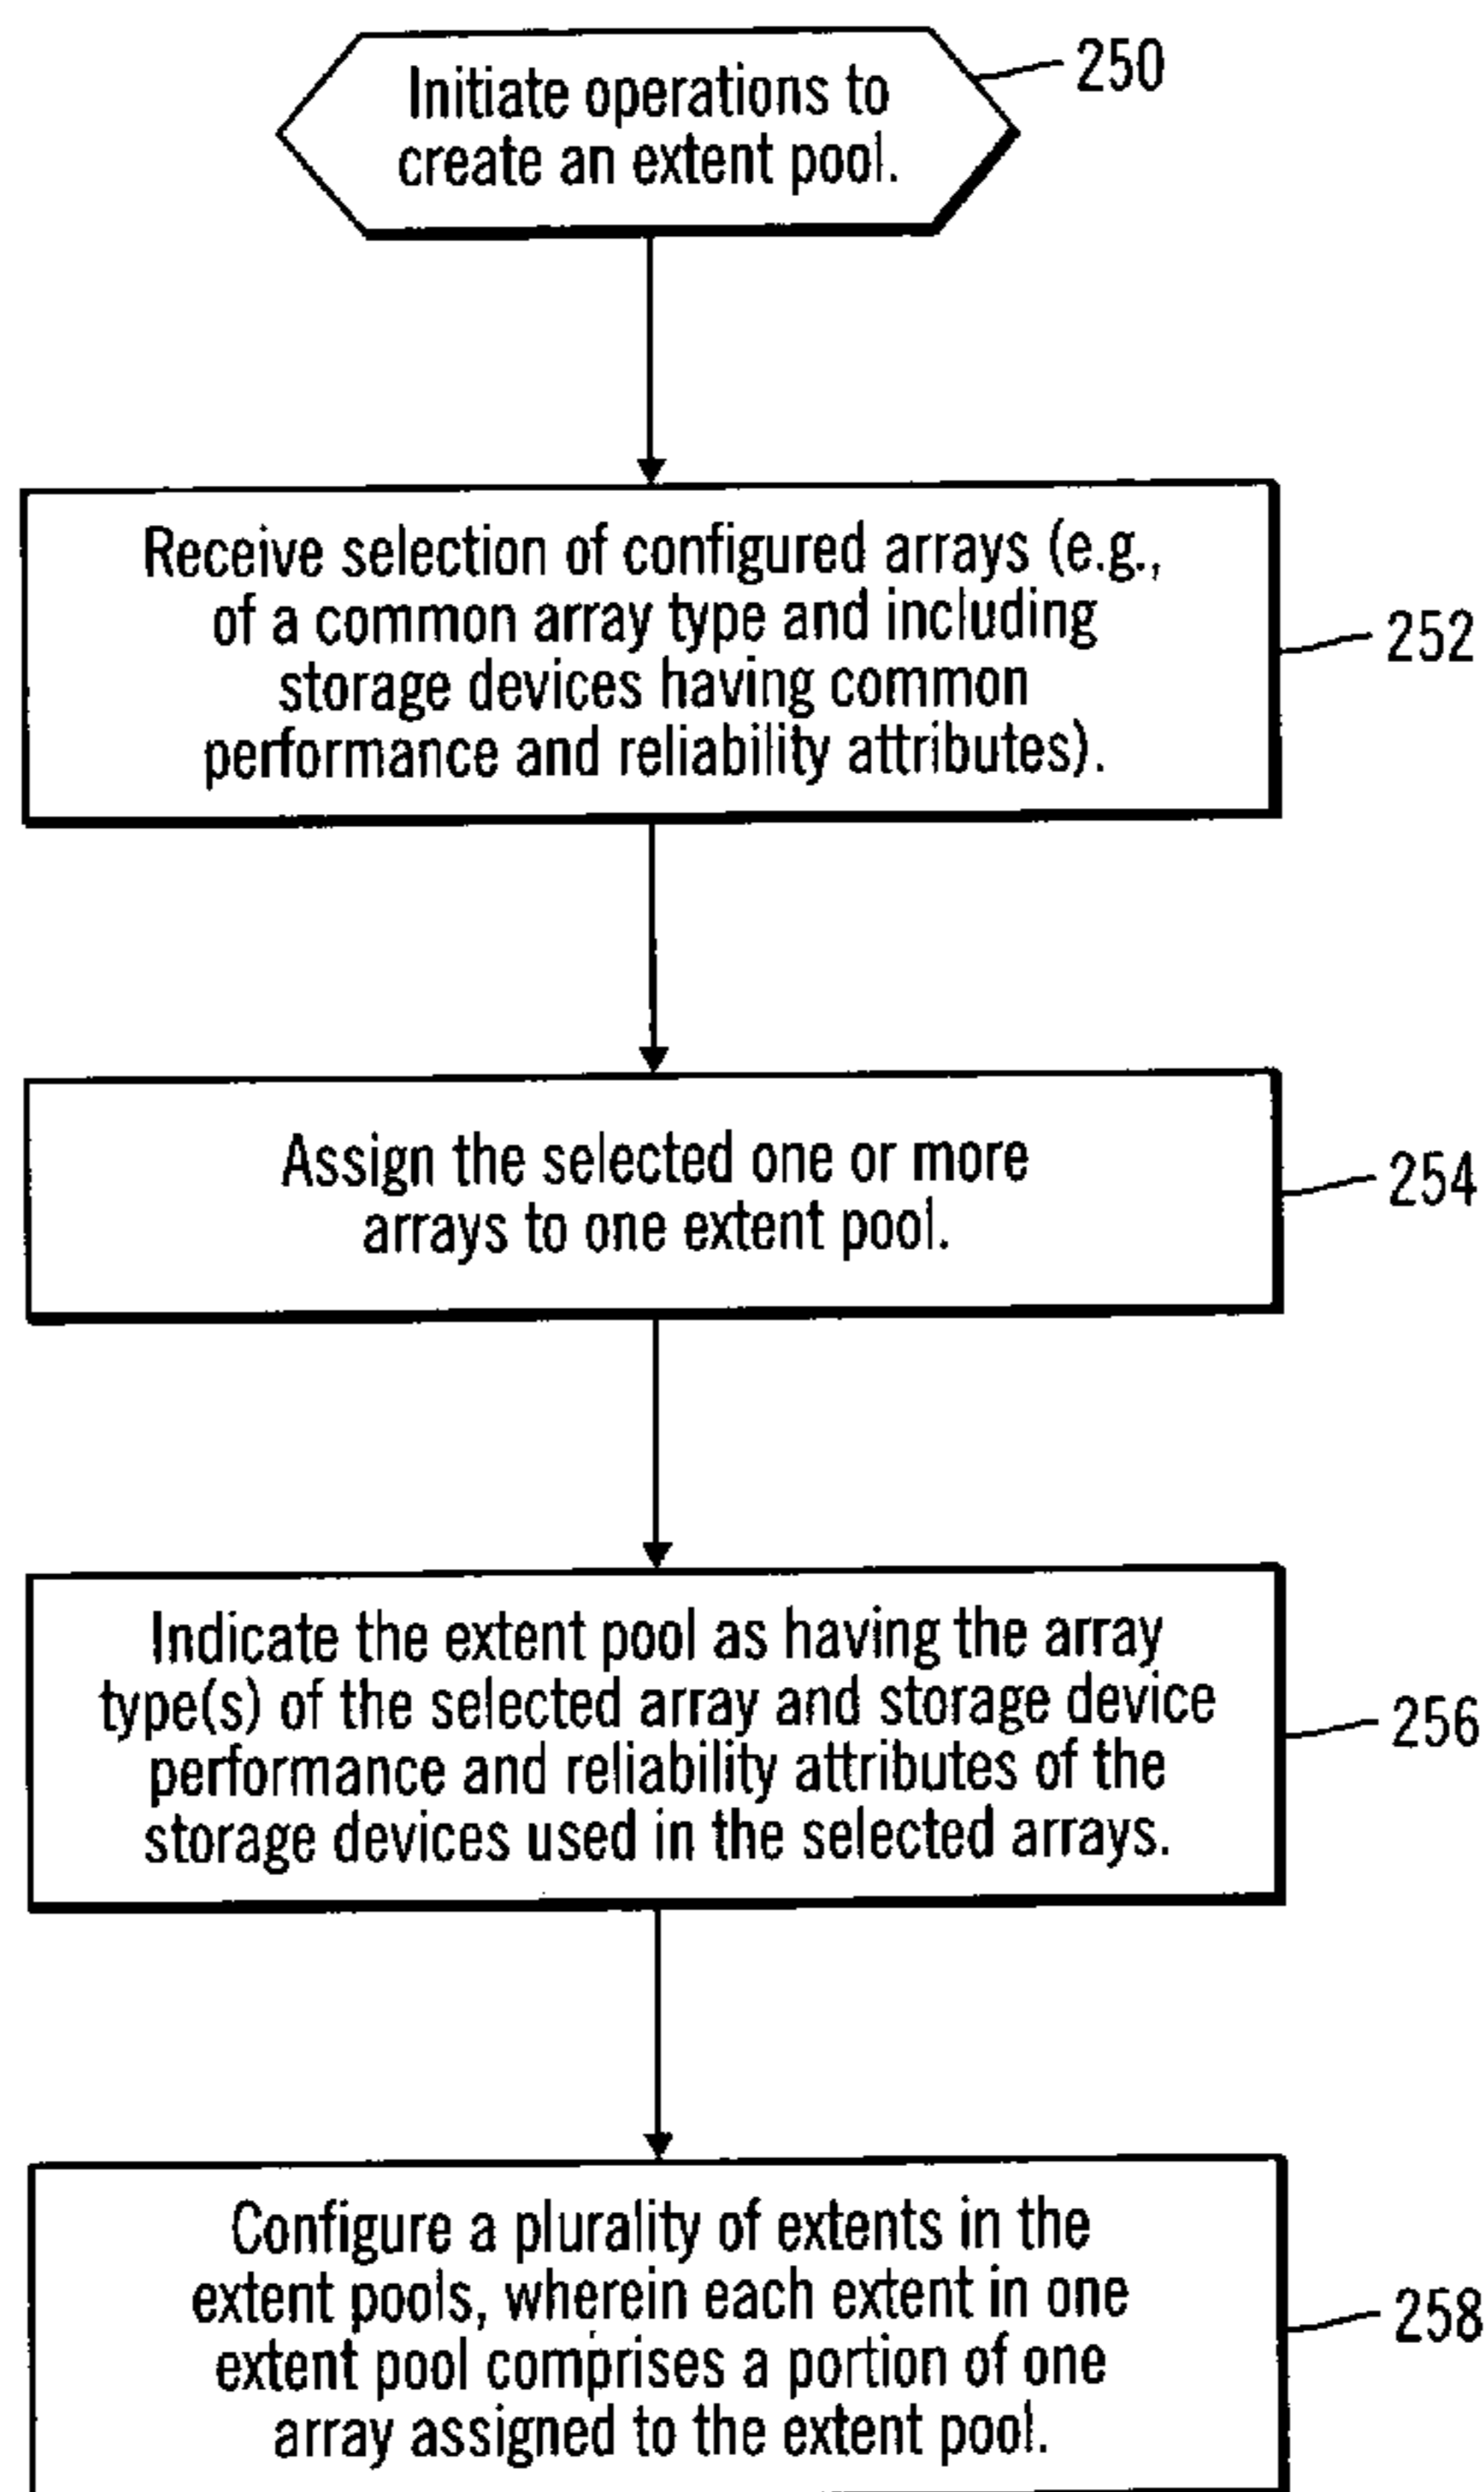 Initiate operations to
create an extent pool.
250
Receive selection of configured arrays (e.g.,
of a common array type and including
storage devices having common
performance and reliability attributes).
252
Assign the selected one or more
arrays to one extent pool.
254
Indicate the extent pool as having the array
type(s) of the selected array and storage device
performance and reliability attributes of the
storage devices used in the selected arrays.
256
Configure a plurality of extents in the
extent pools, wherein each extent in one
extent pool comprises a portion of one
array assigned to the extent pool.
258